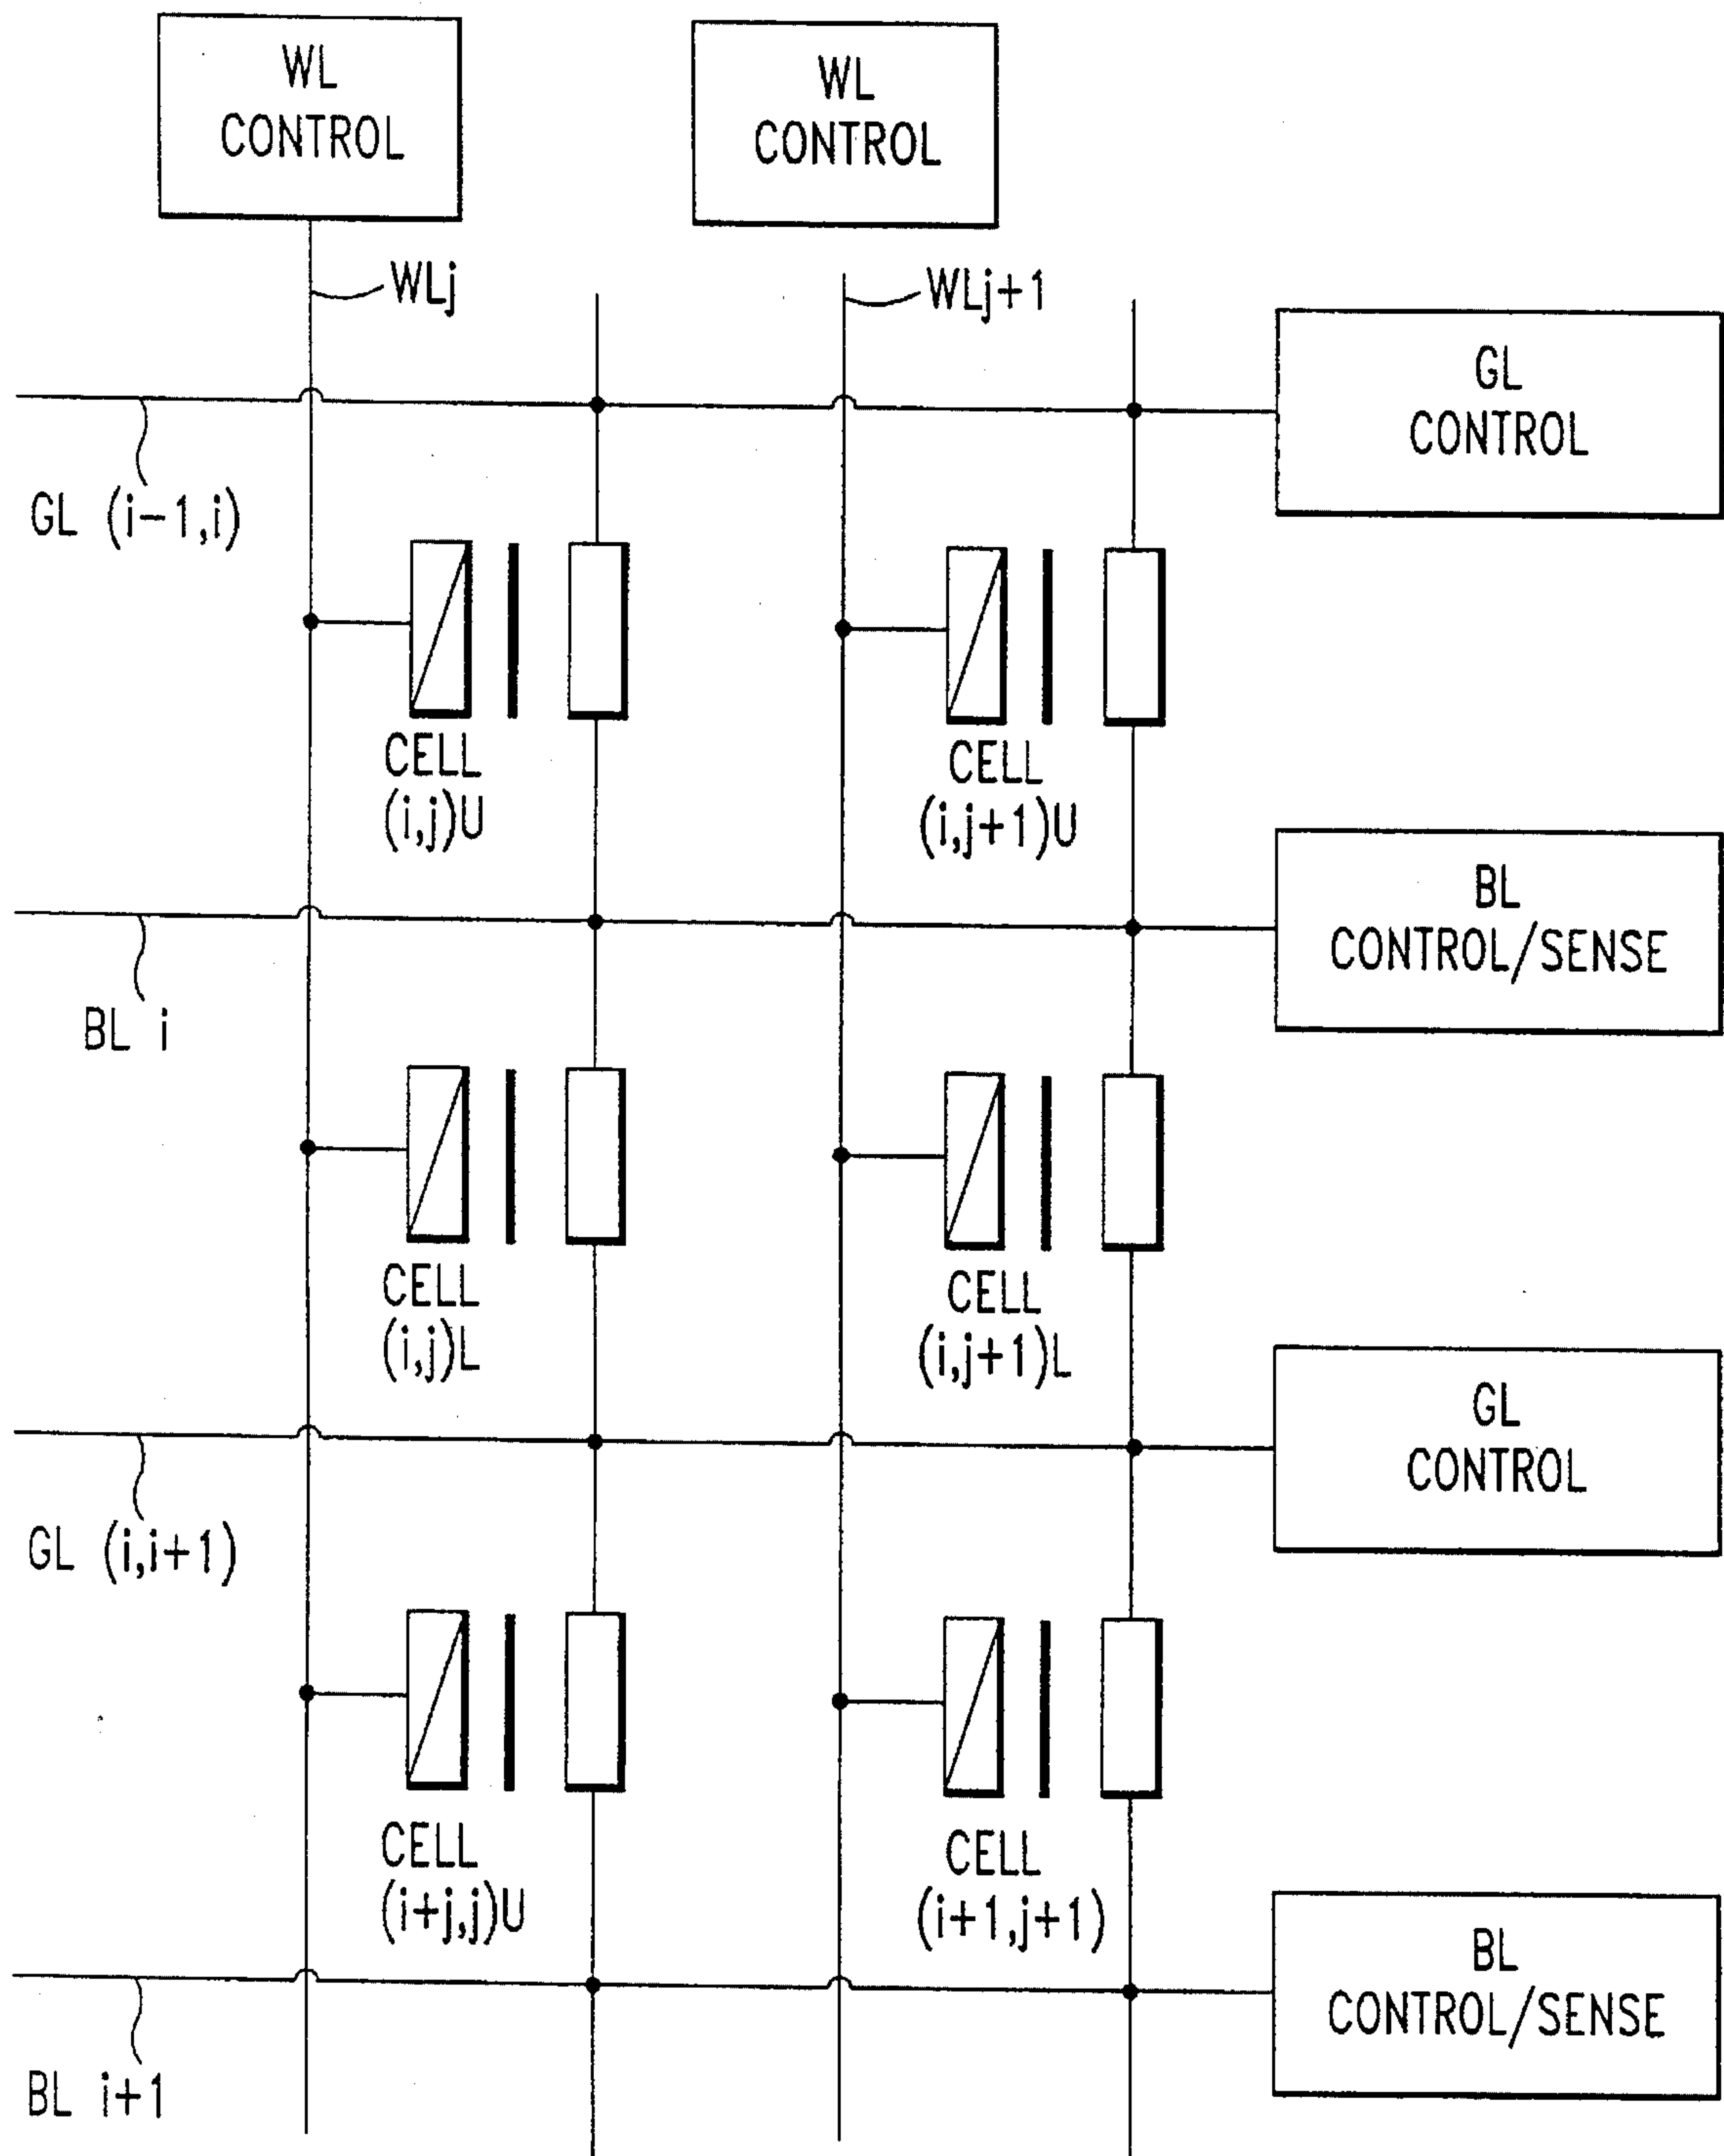 WL
CONTROL
WL
CONTROL
WLj
WLj+1
GL
CONTROL
GL (i-1,i)
CELL
(i,j)U
CELL
(i,j+1)U
BL
CONTROL/SENSE
BL i
CELL
(i,j)L
CELL
(i,j+1)L
GL
CONTROL
GL (i,i+1)
CELL
(i+j,j)U
CELL
(i+1,j+1)
BL
CONTROL/SENSE
BL i+1